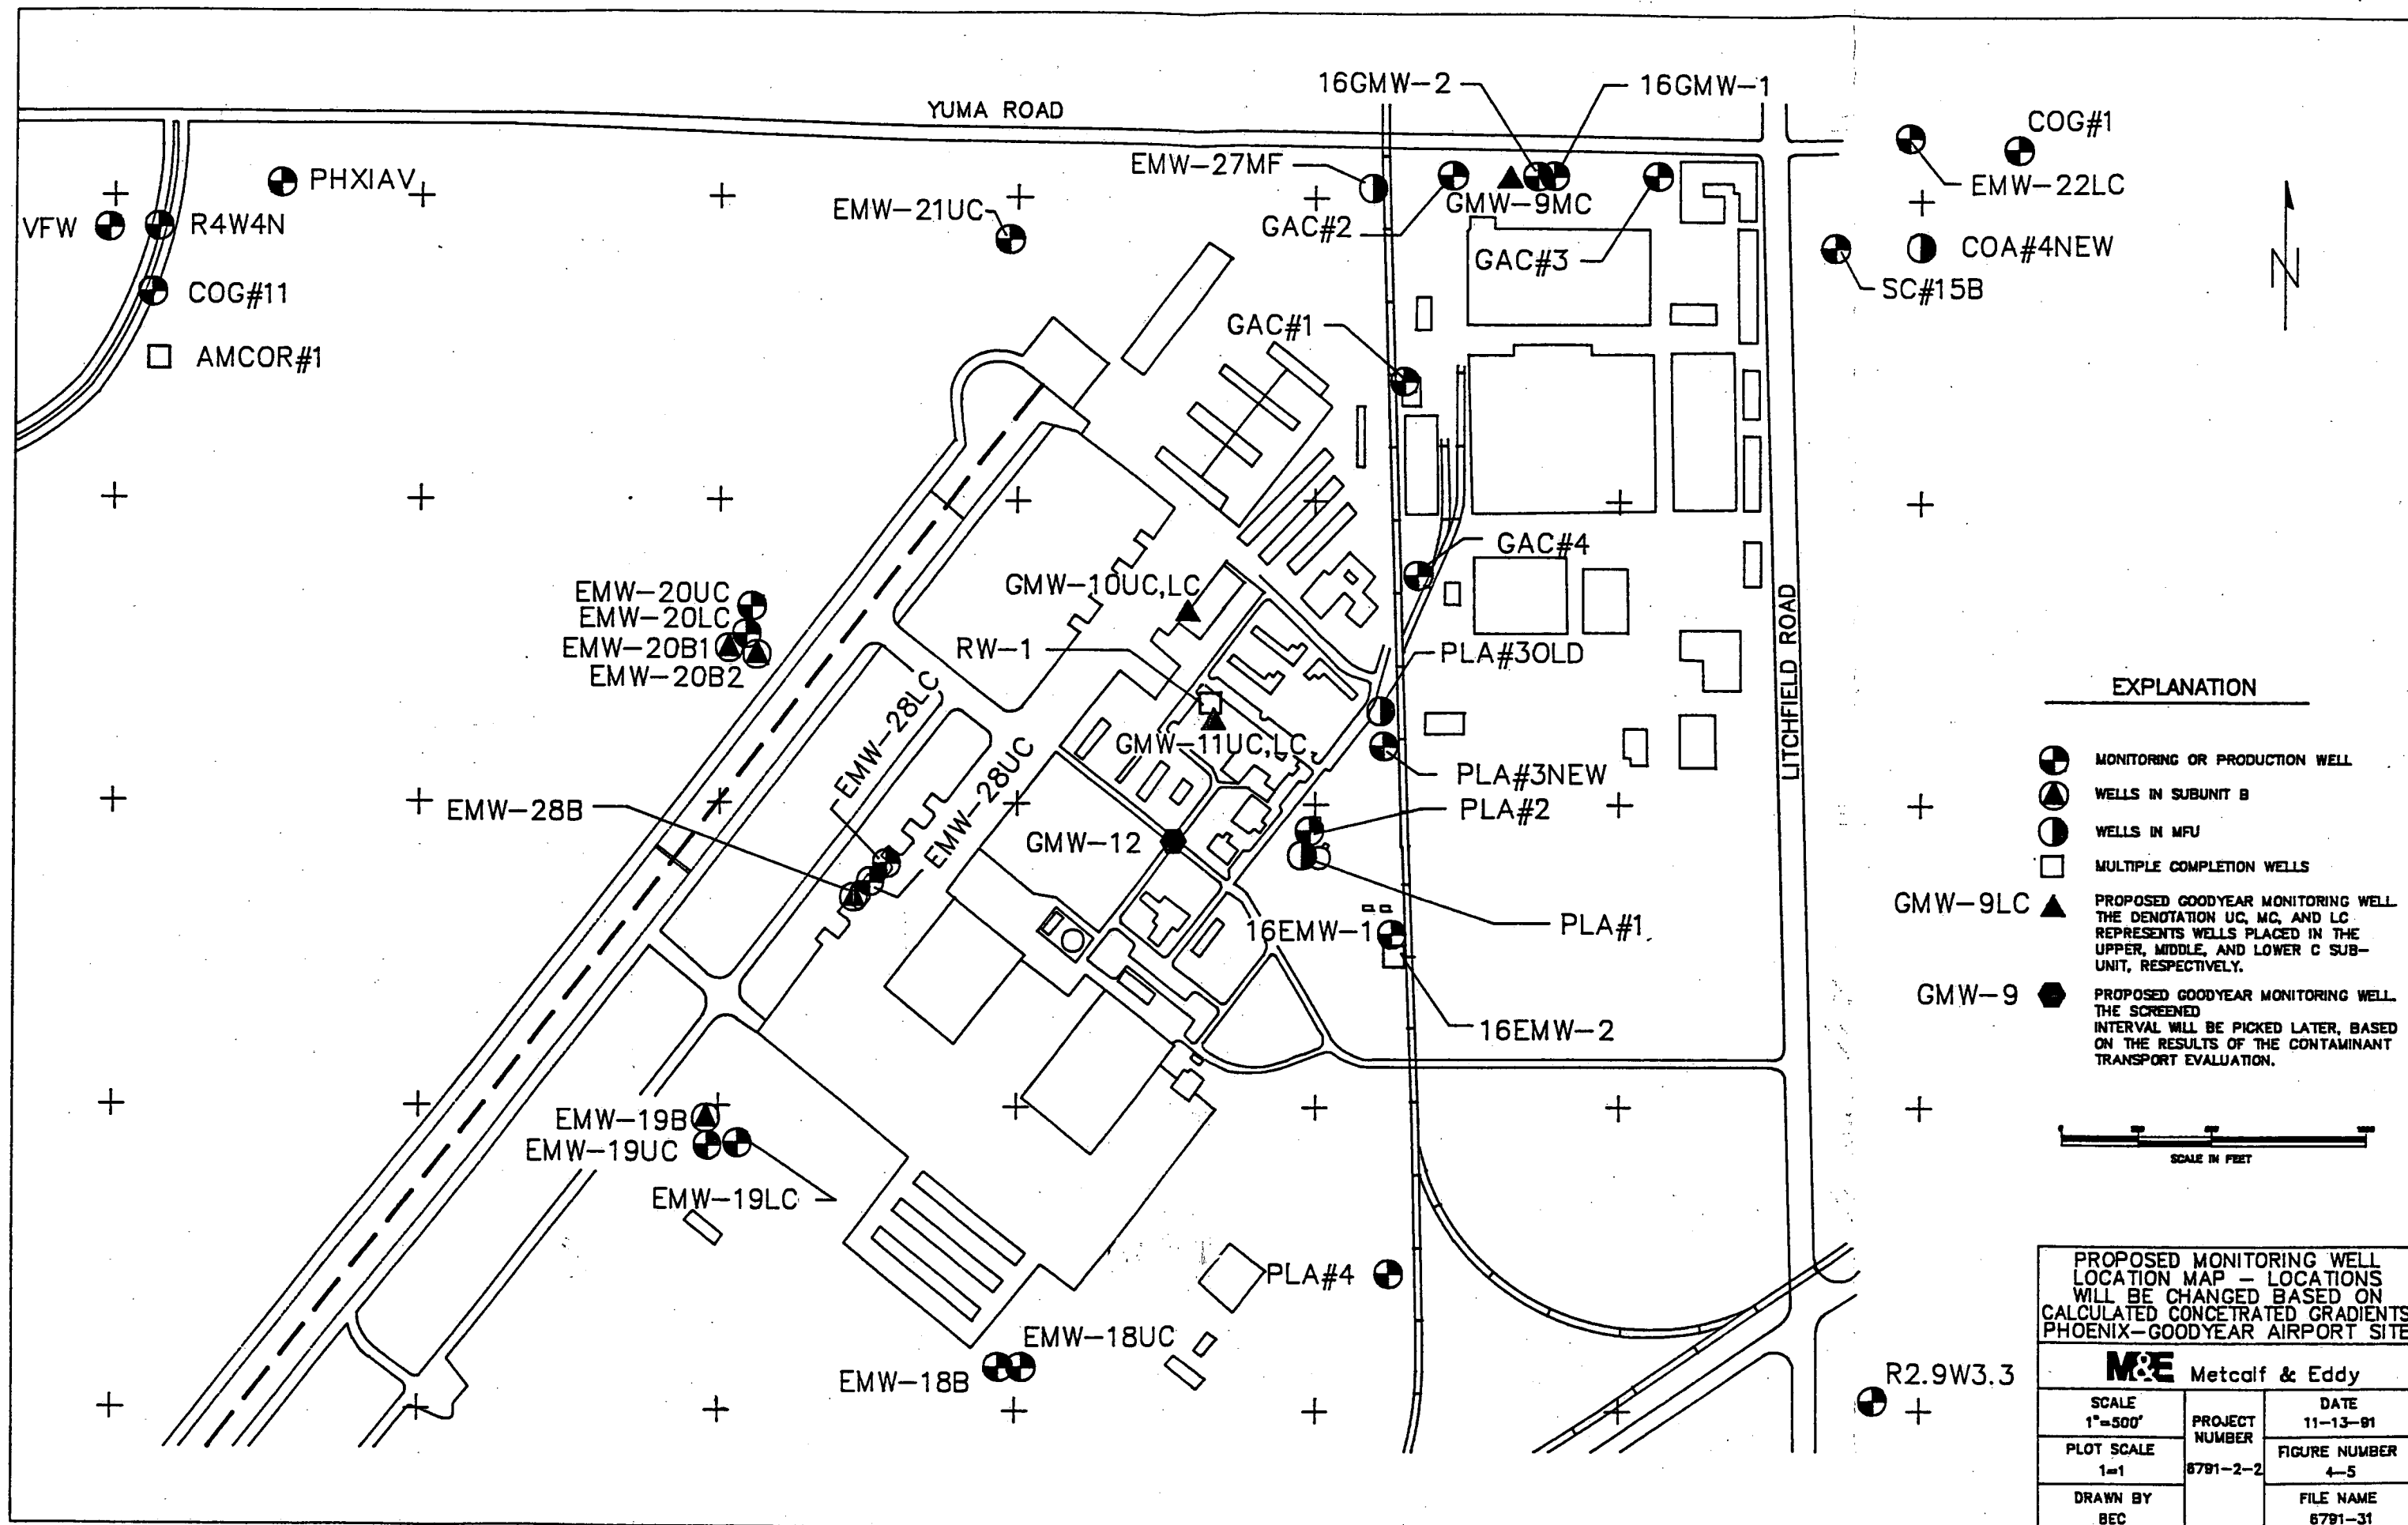 YUMA ROAD
16GMW-2
16GMW-1
COG#1
EMW-27MF
EMW-22LC
PHXIAV
VFW
R4W4N
EMW-21UC
GAC#2
GMW-9MC
GAC#3
COA#4NEW
SC#15B
N
COG#11
AMCOR#1
GAC#1
GAC#4
GMW-10UC,LC
EMW-20UC
EMW-20LC
EMW-20B1
EMW-20B2
RW-1
PLA#3OLD
LITCHFIELD ROAD
EMW-28LC
EMW-28UC
GMW-11UC,LC
PLA#3NEW
PLA#2
EMW-28B
GMW-12
PLA#1
16EMW-1
16EMW-2
EMW-19B
EMW-19UC
EMW-19LC
PLA#4
EMW-18UC
EMW-18B
R2.9W3.3
EXPLANATION
MONITORING OR PRODUCTION WELL
WELLS IN SUBUNIT B
WELLS IN MFU
MULTIPLE COMPLETION WELLS
GMW-9LC
PROPOSED GOODYEAR MONITORING WELL.
THE DENOTATION UC, MC, AND LC
REPRESENTS WELLS PLACED IN THE
UPPER, MIDDLE, AND LOWER C SUB-
UNIT, RESPECTIVELY.
GMW-9
PROPOSED GOODYEAR MONITORING WELL.
THE SCREENED
INTERVAL WILL BE PICKED LATER, BASED
ON THE RESULTS OF THE CONTAMINANT
TRANSPORT EVALUATION.
SCALE IN FEET
PROPOSED MONITORING WELL
LOCATION MAP - LOCATIONS
WILL BE CHANGED BASED ON
CALCULATED CONCETRATED GRADIENTS
PHOENIX-GOODYEAR AIRPORT SITE
M&E Metcalf & Eddy
SCALE
1"=500'
PROJECT
NUMBER
6791-2-2
DATE
11-13-91
PLOT SCALE
1=1
FIGURE NUMBER
4-5
DRAWN BY
BEC
FILE NAME
6791-31